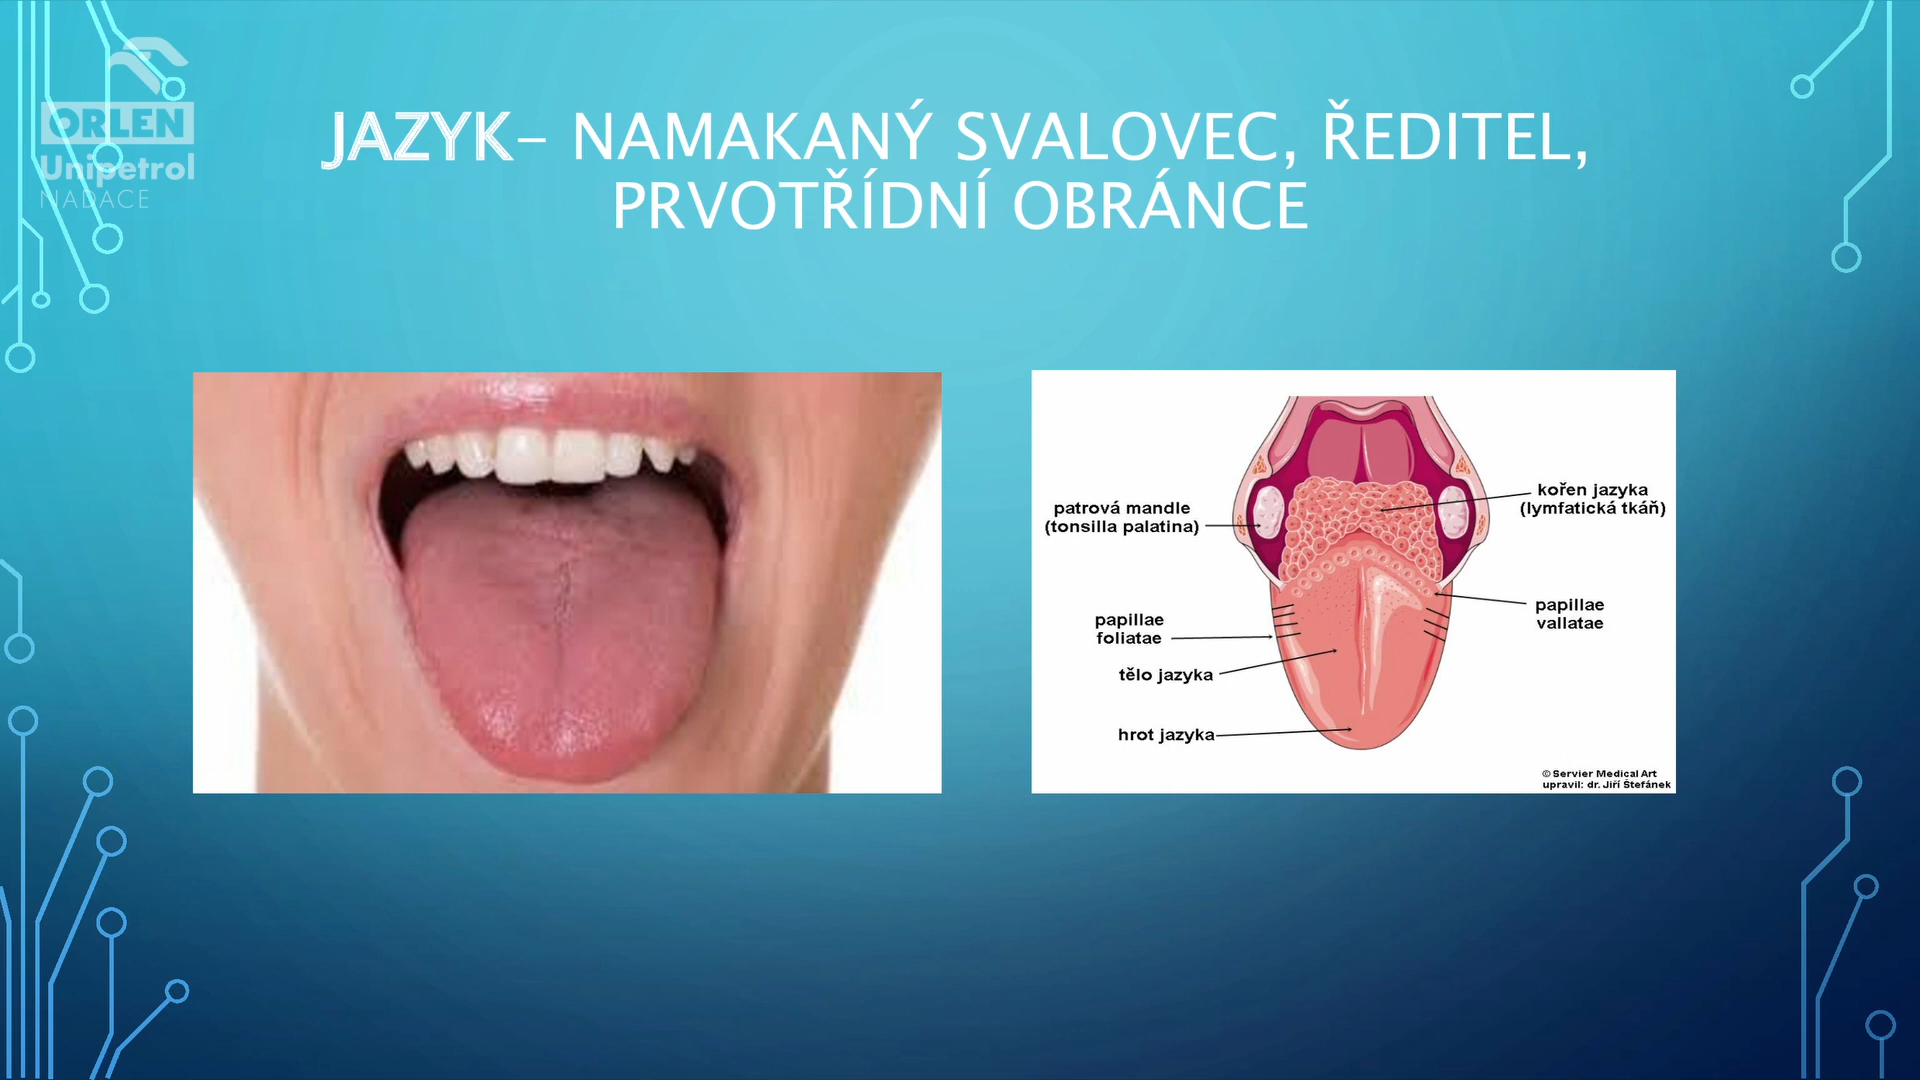 ORLEN
Unipetrol
NADACE
JAZYK– NAMAKANÝ SVALOVEC, ŘEDITEL,
PRVOTŘÍDNÍ OBRÁNCE
patrová mandle
(tonsilla palatina)
kořen jazyka
(lymfatická tkáň)
papillae
foliatae
papillae
vallatae
tělo jazyka
hrot jazyka
© Servier Medical Art
upravil: dr. Jiří Štefánek